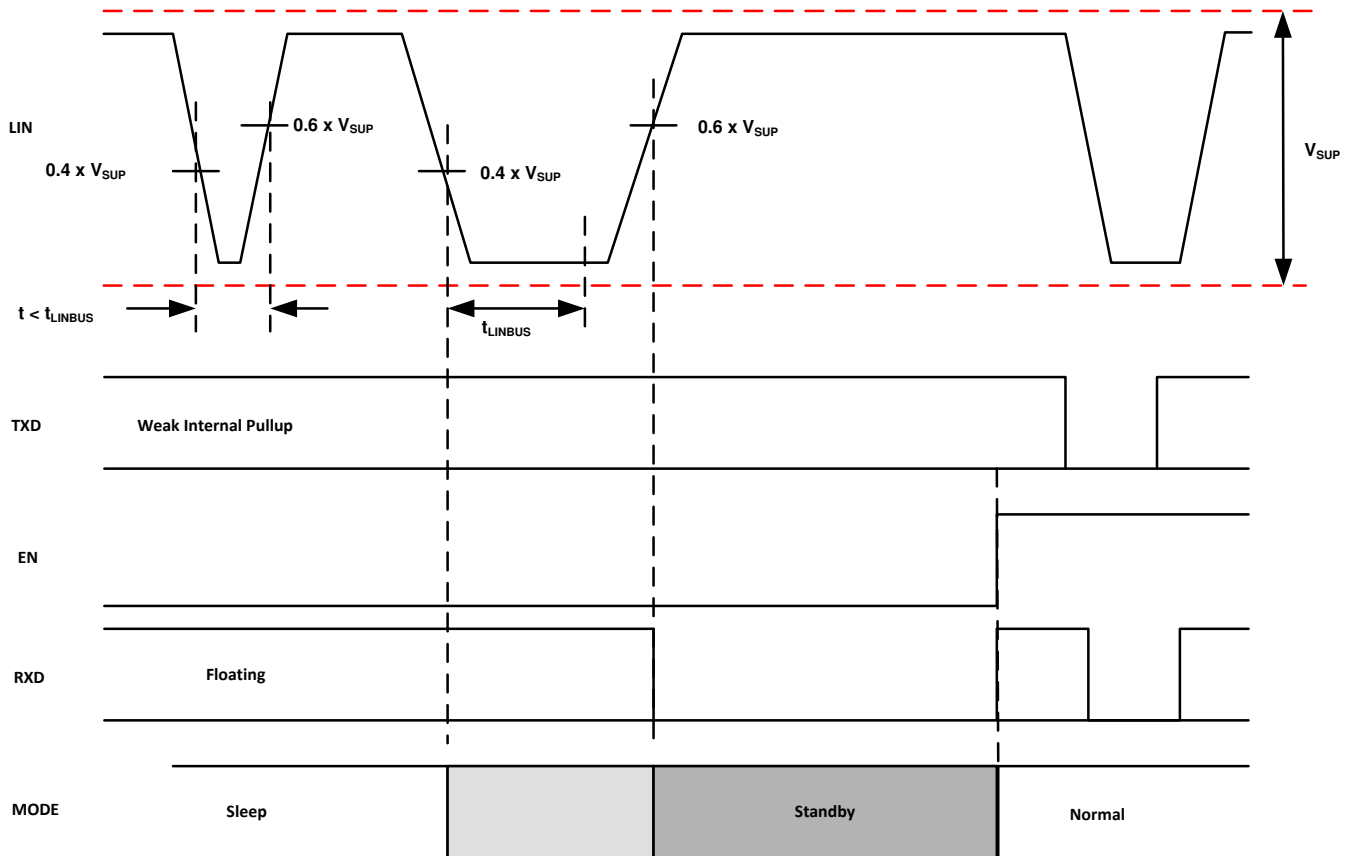 LIN
0.6 x VSUP
0.6 x VSUP
0.4 x VSUP
0.4 x VSUP
VSUP
t < tLINBUS
tLINBUS
TXD
Weak Internal Pullup
EN
RXD
Floating
MODE
Sleep
Standby
Normal